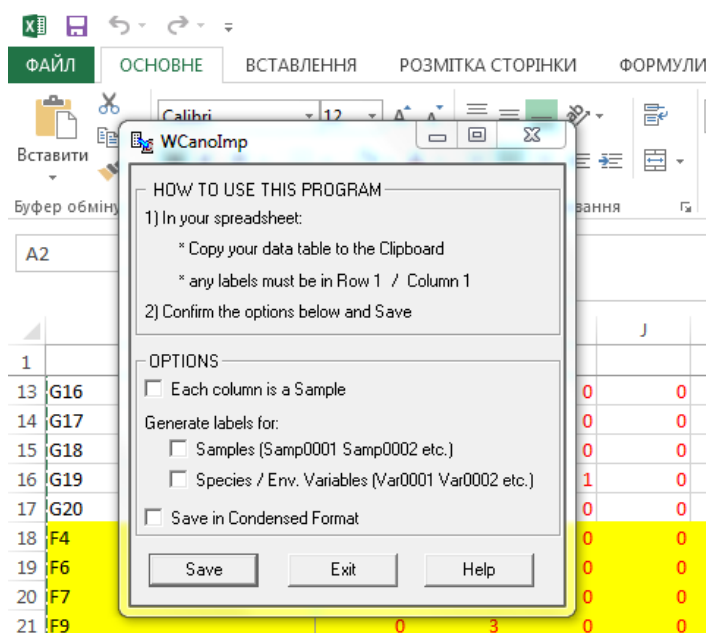 ФАЙЛ ОСНОВНЕ ВСТАВЛЕННЯ РОЗМІТКА СТОРІНКИ ФОРМУЛИ
Calibri 12
Вставити
Буфер обміну
A2
WCanoImp
HOW TO USE THIS PROGRAM
1) In your spreadsheet:
* Copy your data table to the Clipboard
* any labels must be in Row 1 / Column 1
2) Confirm the options below and Save
OPTIONS
Each column is a Sample
Generate labels for:
Samples (Samp0001 Samp0002 etc.)
Species / Env. Variables (Var0001 Var0002 etc.)
Save in Condensed Format
Save Exit Help
J
1
13 G16 0 0
14 G17 0 0
15 G18 0 0
16 G19 1 0
17 G20 0 0
18 F4 0 0
19 F6 0 0
20 F7 0 0
21 F9 0 3 0 0